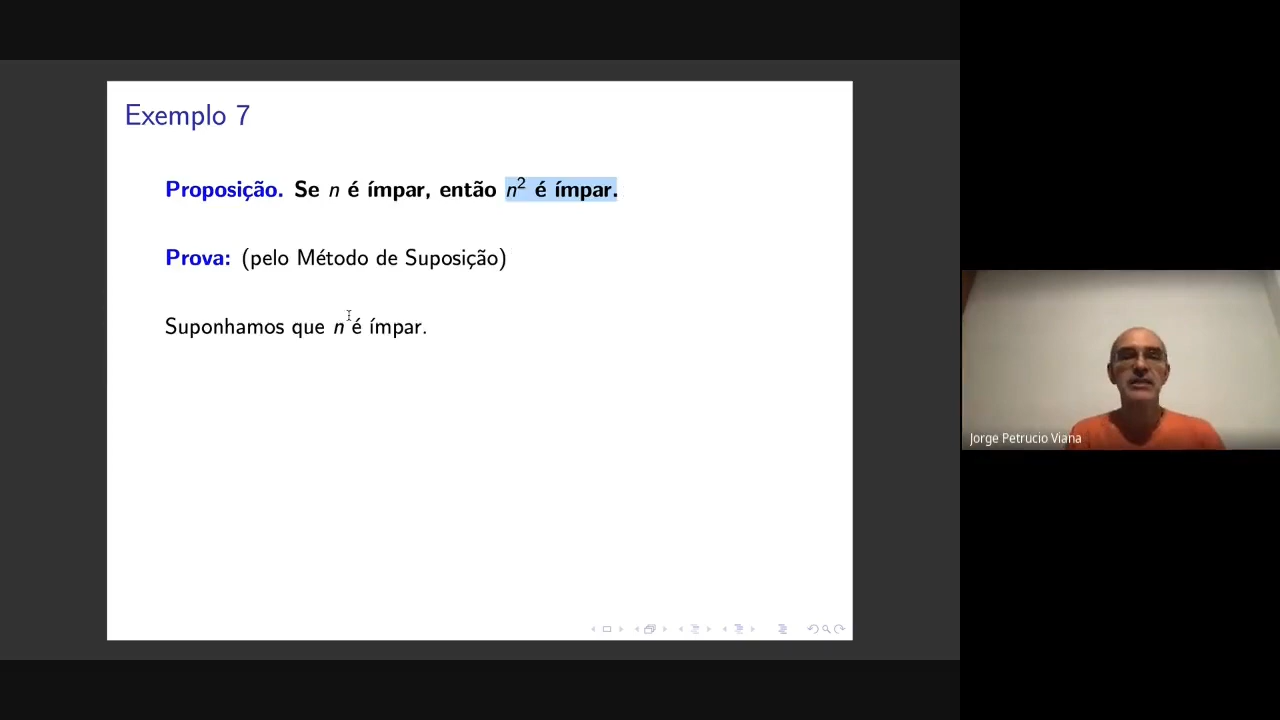 Exemplo 7
Proposição. Se n é ímpar, então n² é ímpar.
Prova: (pelo Método de Suposição)
Suponhamos que n é ímpar.
Jorge Petrucio Viana